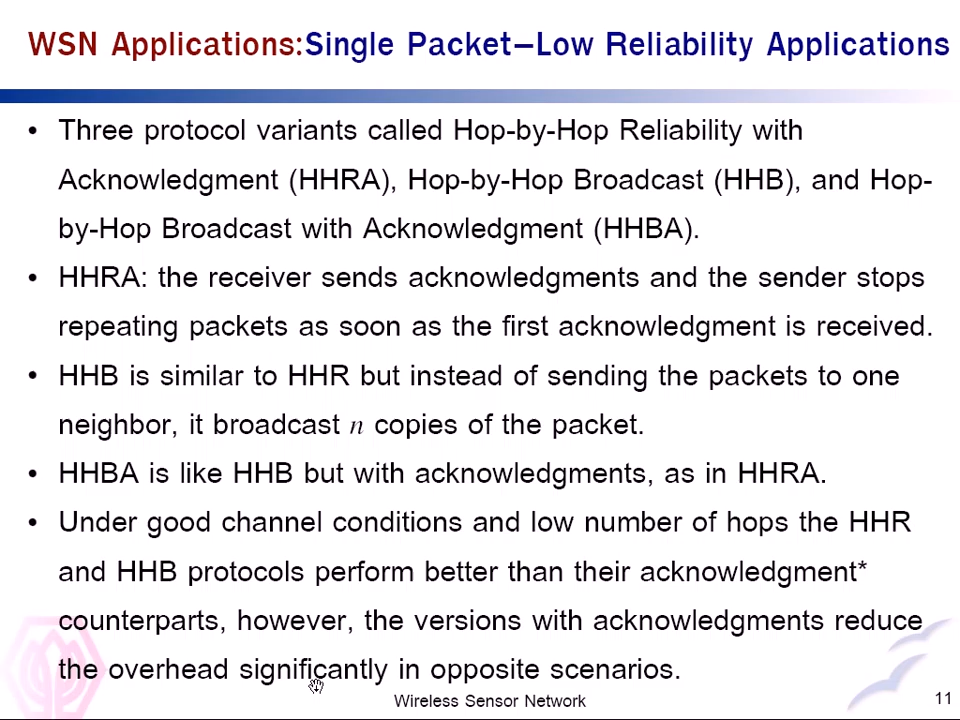 WSN Applications:Single Packet–Low Reliability Applications
• Three protocol variants called Hop-by-Hop Reliability with
Acknowledgment (HHRA), Hop-by-Hop Broadcast (HHB), and Hop-
by-Hop Broadcast with Acknowledgment (HHBA).
• HHRA: the receiver sends acknowledgments and the sender stops
repeating packets as soon as the first acknowledgment is received.
• HHB is similar to HHR but instead of sending the packets to one
neighbor, it broadcast n copies of the packet.
• HHBA is like HHB but with acknowledgments, as in HHRA.
• Under good channel conditions and low number of hops the HHR
and HHB protocols perform better than their acknowledgment*
counterparts, however, the versions with acknowledgments reduce
the overhead significantly in opposite scenarios.
Wireless Sensor Network
11